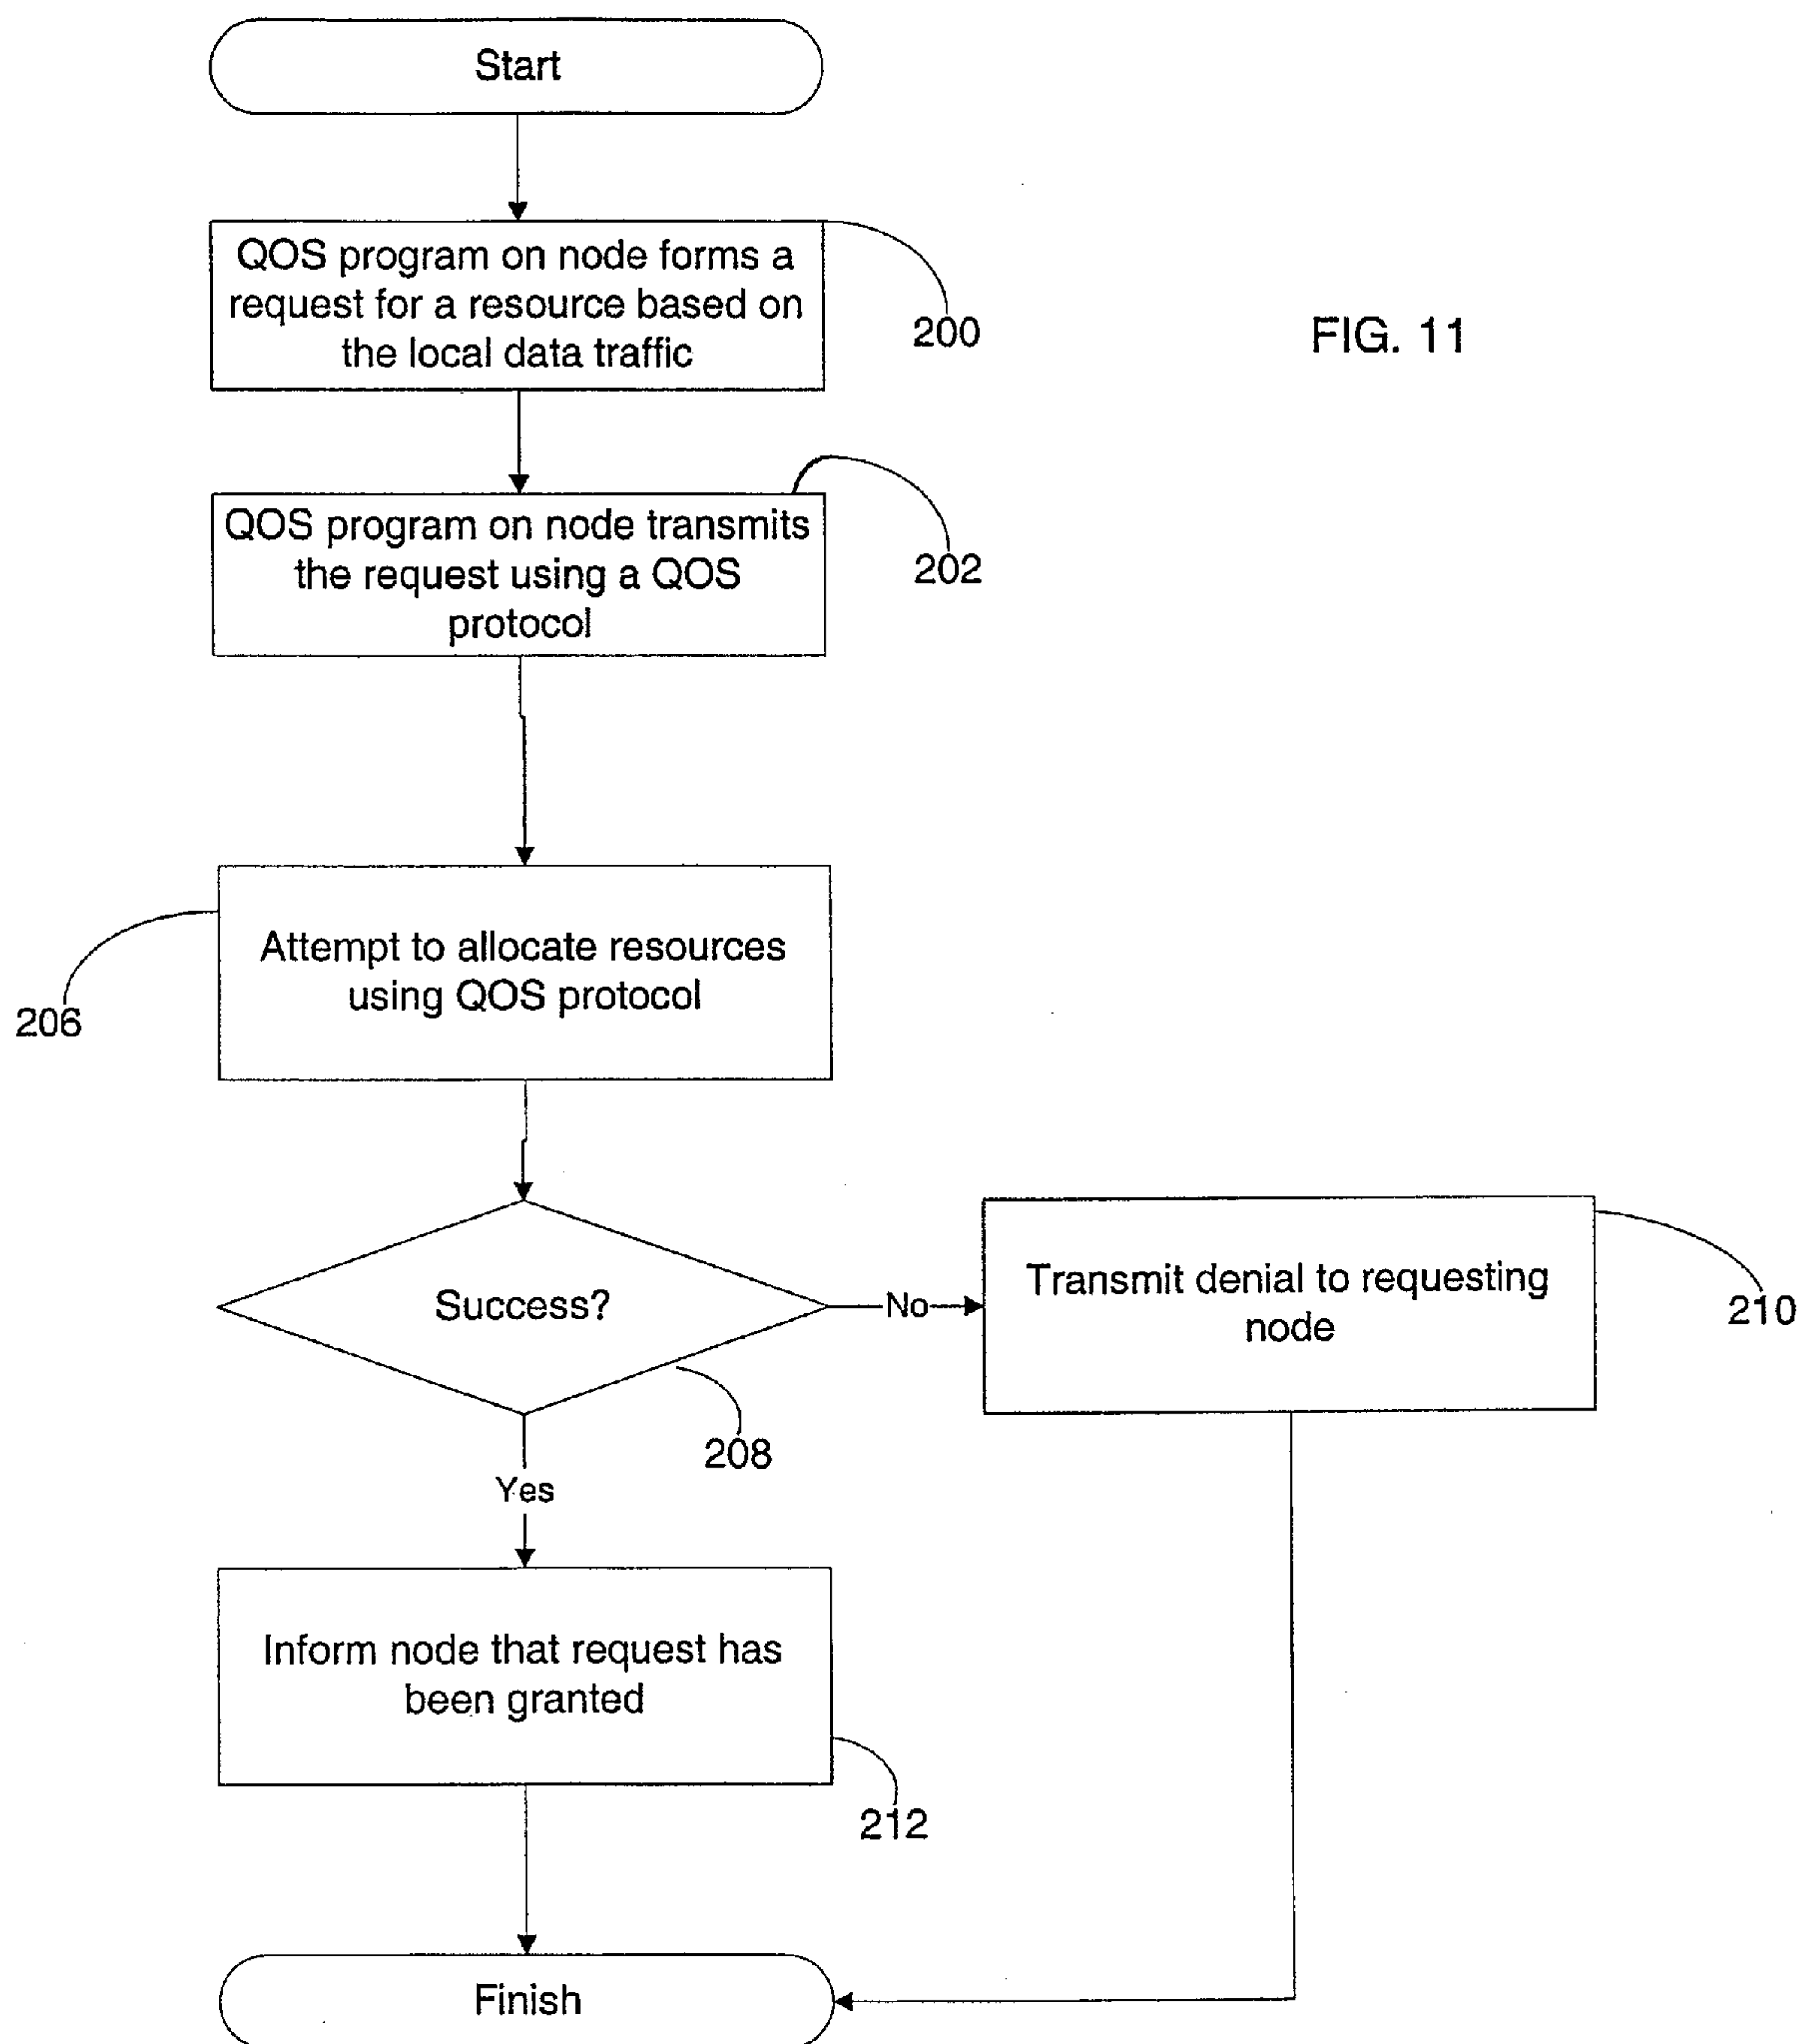 Start
QOS program on node forms a
request for a resource based on
the local data traffic
200
FIG. 11
QOS program on node transmits
the request using a QOS
protocol
202
Attempt to allocate resources
using QOS protocol
206
Success?
No
Transmit denial to requesting
node
210
208
Yes
Inform node that request has
been granted
212
Finish